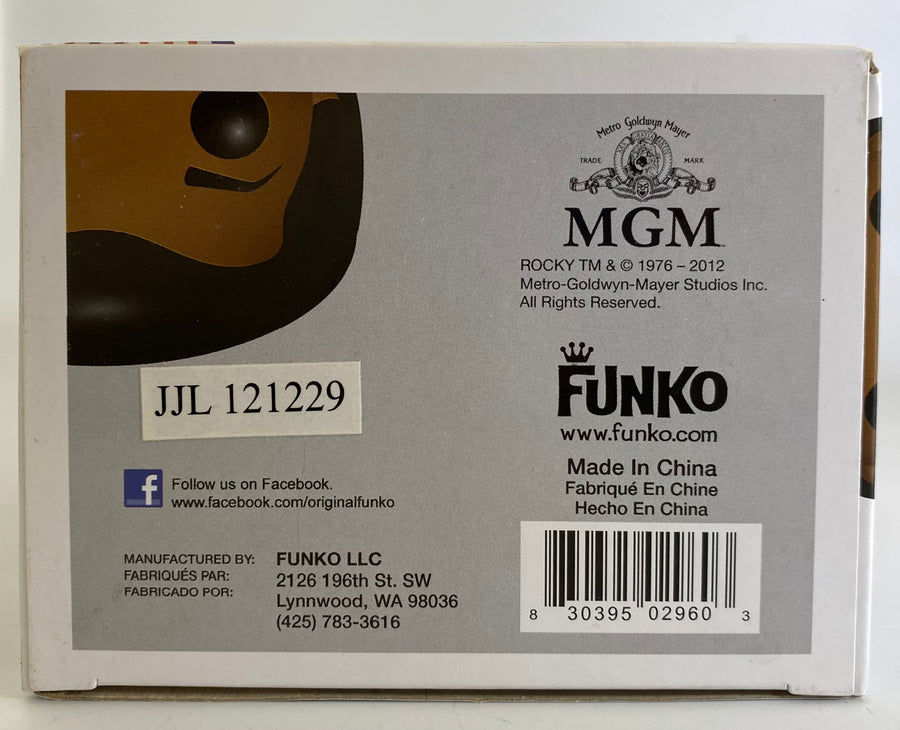 Metro Goldwyn Mayer
TRADE MARK
MGM
ROCKY TM & © 1976 – 2012
Metro-Goldwyn-Mayer Studios Inc.
All Rights Reserved.
JJL 121229
FUNKO
www.funko.com
Made In China
Fabriqué En Chine
Hecho En China
f Follow us on Facebook.
www.facebook.com/originalfunko
MANUFACTURED BY: FUNKO LLC
FABRIQUÉS PAR: 2126 196th St. SW
FABRICADO POR: Lynnwood, WA 98036
(425) 783-3616
8 30395 02960 3